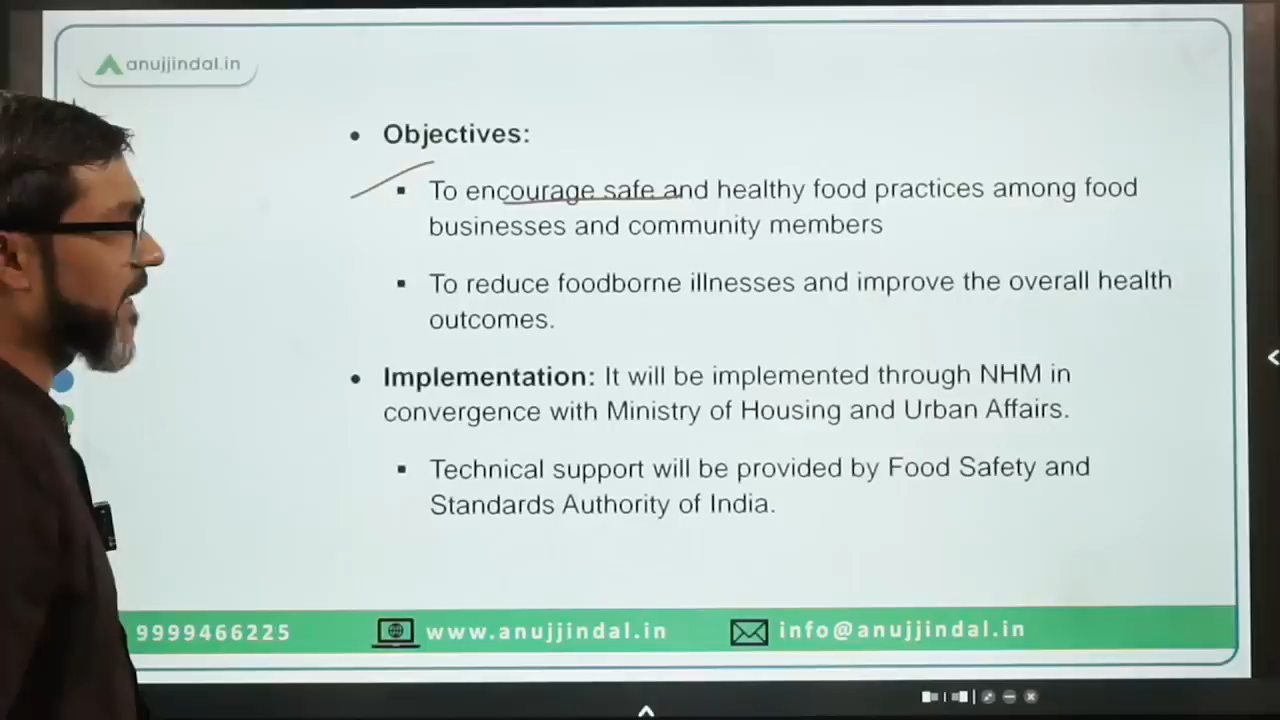 anujjindal.in
Objectives:
To encourage safe and healthy food practices among food
businesses and community members
To reduce foodborne illnesses and improve the overall health
outcomes.
Implementation: It will be implemented through NHM in
convergence with Ministry of Housing and Urban Affairs.
Technical support will be provided by Food Safety and
Standards Authority of India.
9999466225 www.anujjindal.in info@anujjindal.in